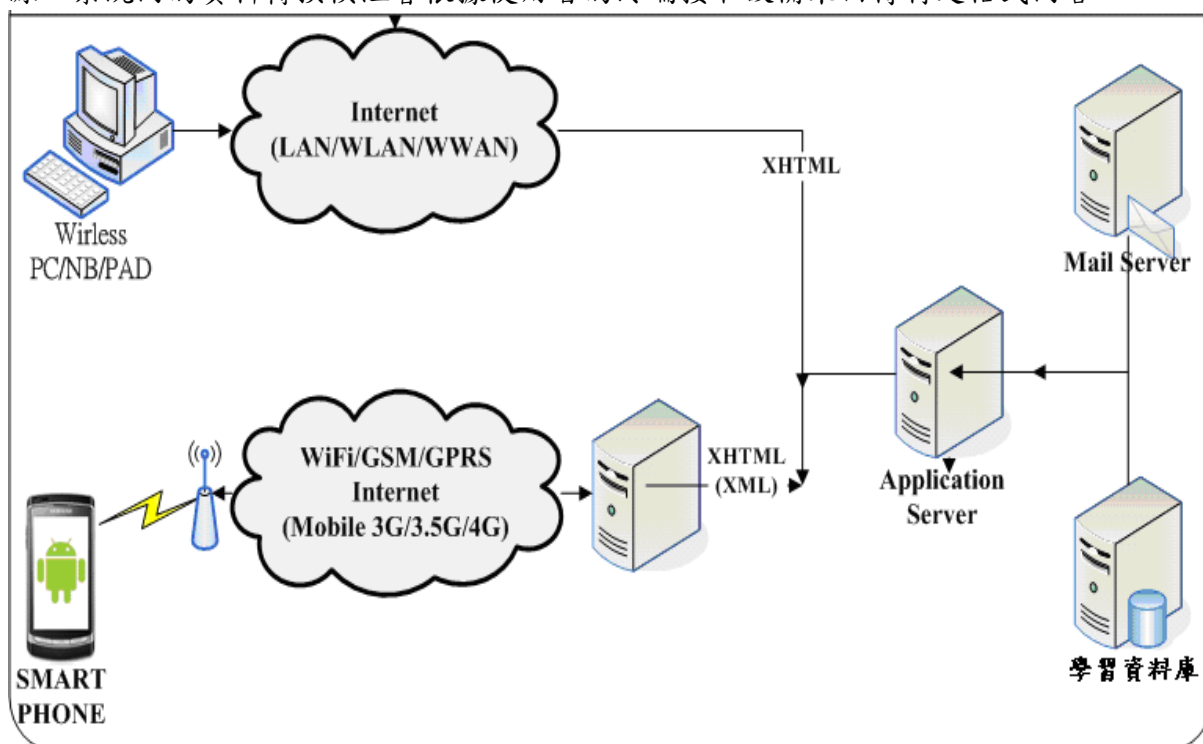 Internet
(LAN/WLAN/WWAN)
XHTML
Wirless
PC/NB/PAD
Mail Server
WiFi/GSM/GPRS
Internet
(Mobile 3G/3.5G/4G)
XHTML
(XML)
Application
Server
SAMSUNG
SMART
PHONE
學習資料庫